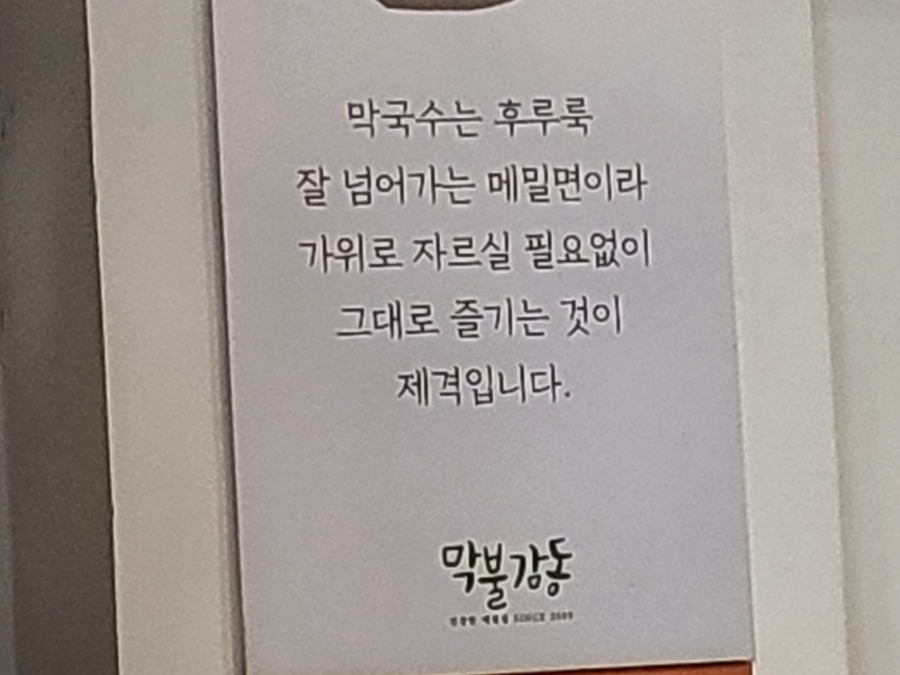 막국수는 후루룩
잘 넘어가는 메밀면이라
가위로 자르실 필요없이
그대로 즐기는 것이
제격입니다.
막불감동
SINCE